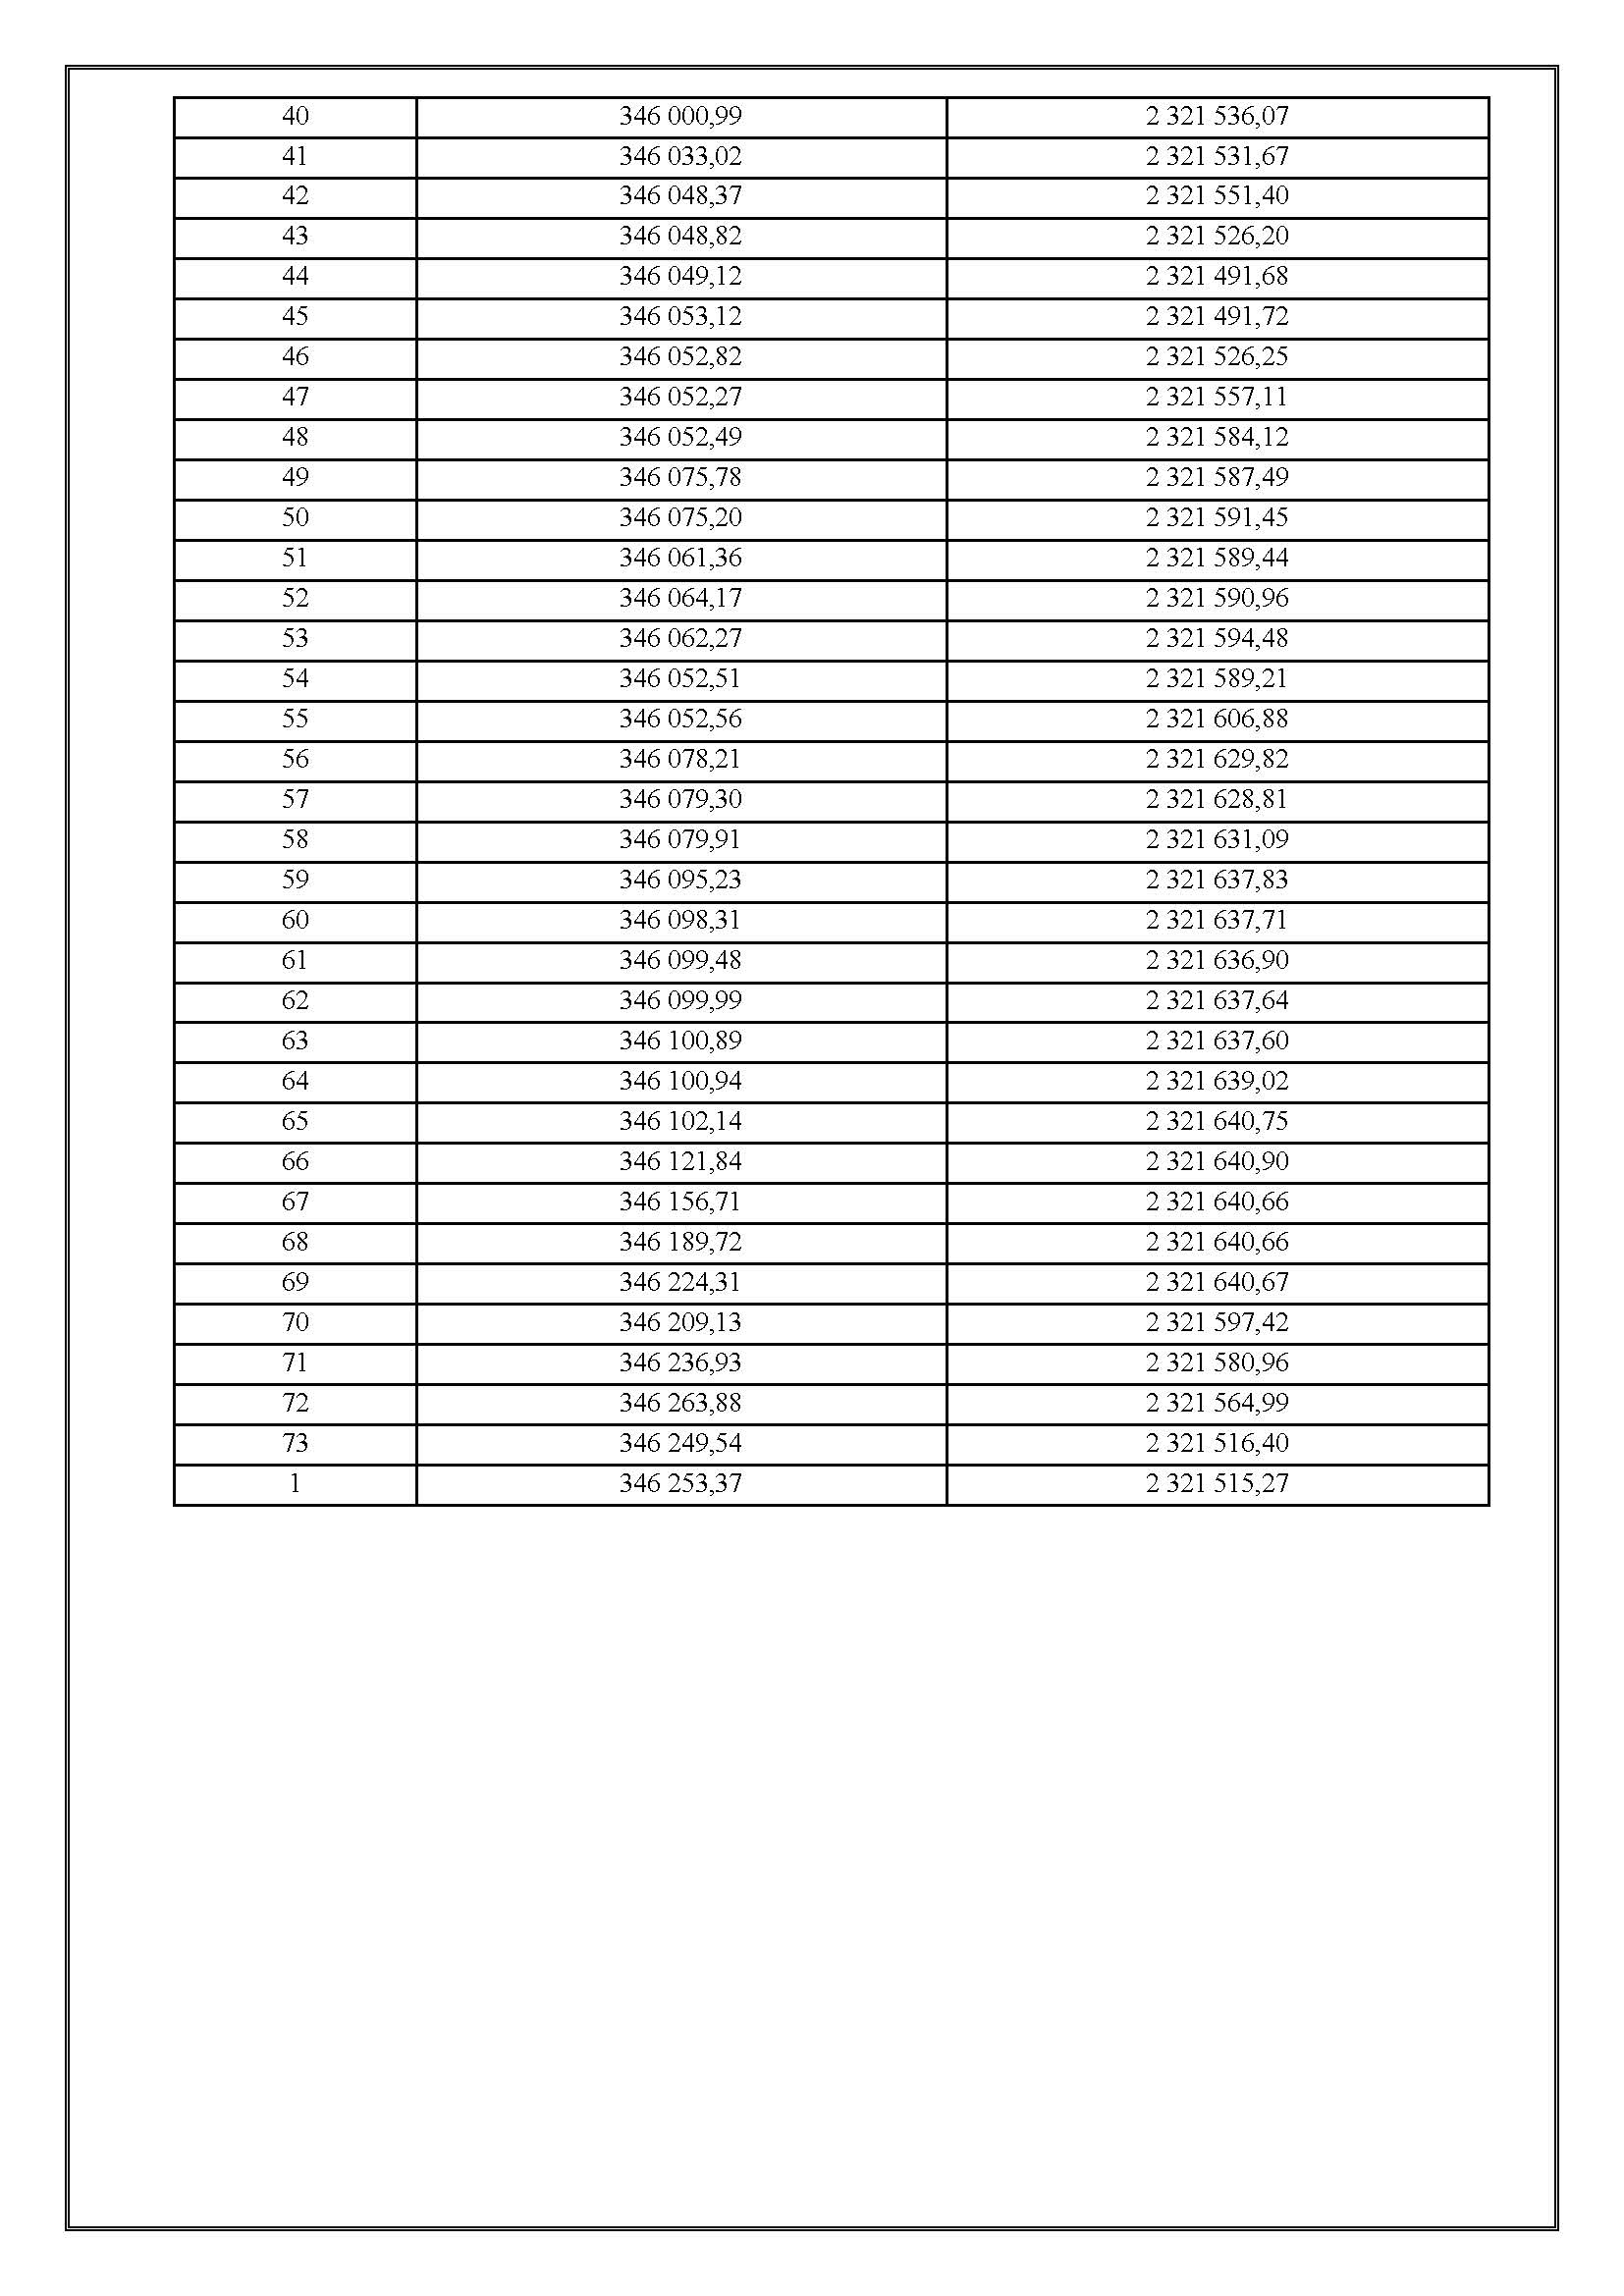 40 346 000,99 2 321 536,07
41 346 033,02 2 321 531,67
42 346 048,37 2 321 551,40
43 346 048,82 2 321 526,20
44 346 049,12 2 321 491,68
45 346 053,12 2 321 491,72
46 346 052,82 2 321 526,25
47 346 052,27 2 321 557,11
48 346 052,49 2 321 584,12
49 346 075,78 2 321 587,49
50 346 075,20 2 321 591,45
51 346 061,36 2 321 589,44
52 346 064,17 2 321 590,96
53 346 062,27 2 321 594,48
54 346 052,51 2 321 589,21
55 346 052,56 2 321 606,88
56 346 078,21 2 321 629,82
57 346 079,30 2 321 628,81
58 346 079,91 2 321 631,09
59 346 095,23 2 321 637,83
60 346 098,31 2 321 637,71
61 346 099,48 2 321 636,90
62 346 099,99 2 321 637,64
63 346 100,89 2 321 637,60
64 346 100,94 2 321 639,02
65 346 102,14 2 321 640,75
66 346 121,84 2 321 640,90
67 346 156,71 2 321 640,66
68 346 189,72 2 321 640,66
69 346 224,31 2 321 640,67
70 346 209,13 2 321 597,42
71 346 236,93 2 321 580,96
72 346 263,88 2 321 564,99
73 346 249,54 2 321 516,40
1 346 253,37 2 321 515,27